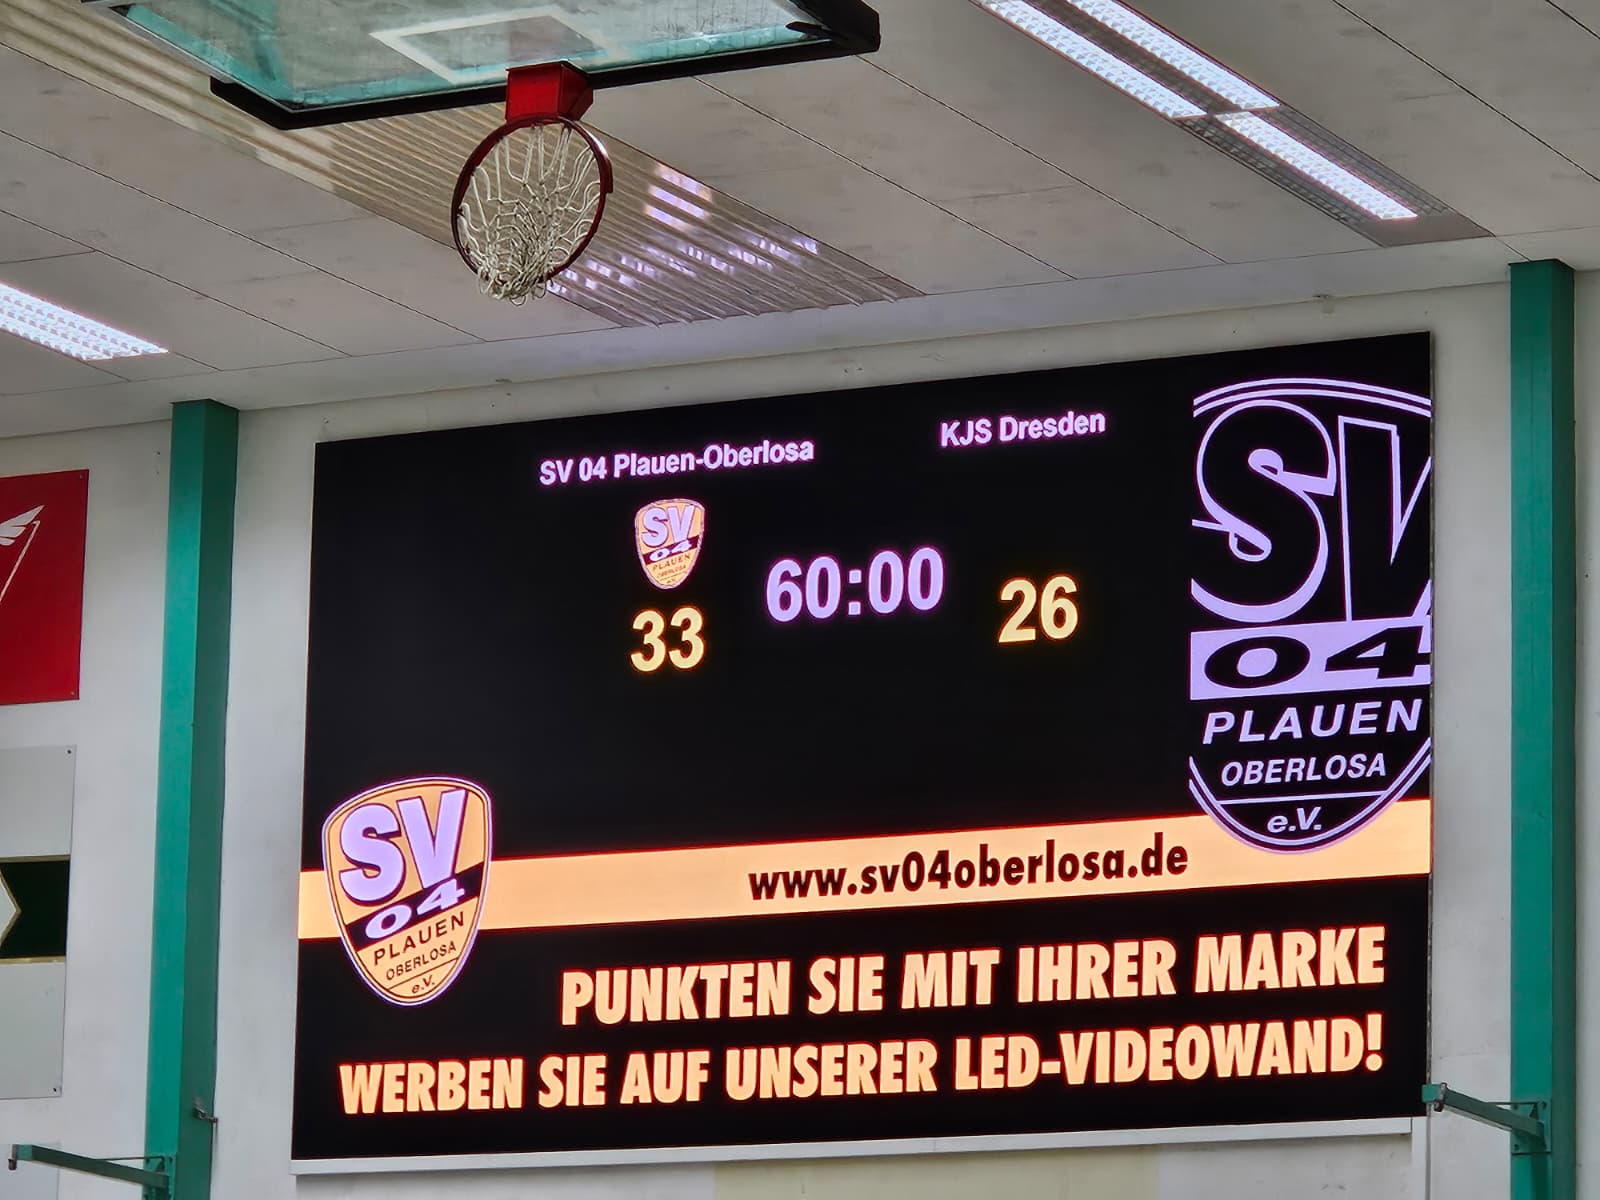 SV 04 Plauen-Oberlosa
KJS Dresden
SV
04
PLAUEN
OBERLOSA
e.V.
60:00
33
26
SV
04
PLAUEN
OBERLOSA
e.V.
SV
04
PLAUEN
OBERLOSA
e.V.
www.sv04oberlosa.de
PUNKTEN SIE MIT IHRER MARKE
WERBEN SIE AUF UNSERER LED-VIDEOWAND!